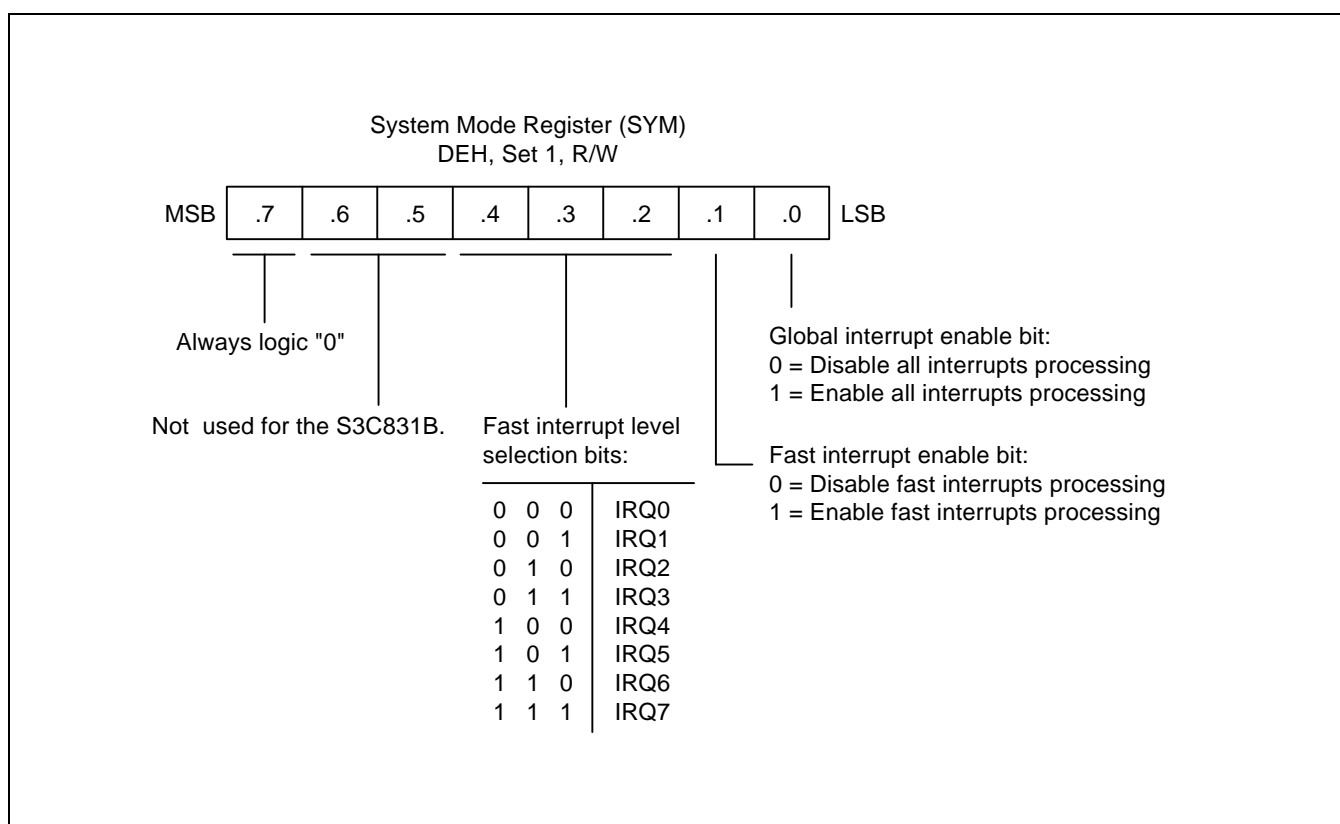 System Mode Register (SYM)
DEH, Set 1, R/W
MSB .7 .6 .5 .4 .3 .2 .1 .0 LSB
Always logic "0"
Not used for the S3C831B.
Fast interrupt level
selection bits:
0 0 0 IRQ0
0 0 1 IRQ1
0 1 0 IRQ2
0 1 1 IRQ3
1 0 0 IRQ4
1 0 1 IRQ5
1 1 0 IRQ6
1 1 1 IRQ7
Global interrupt enable bit:
0 = Disable all interrupts processing
1 = Enable all interrupts processing
Fast interrupt enable bit:
0 = Disable fast interrupts processing
1 = Enable fast interrupts processing